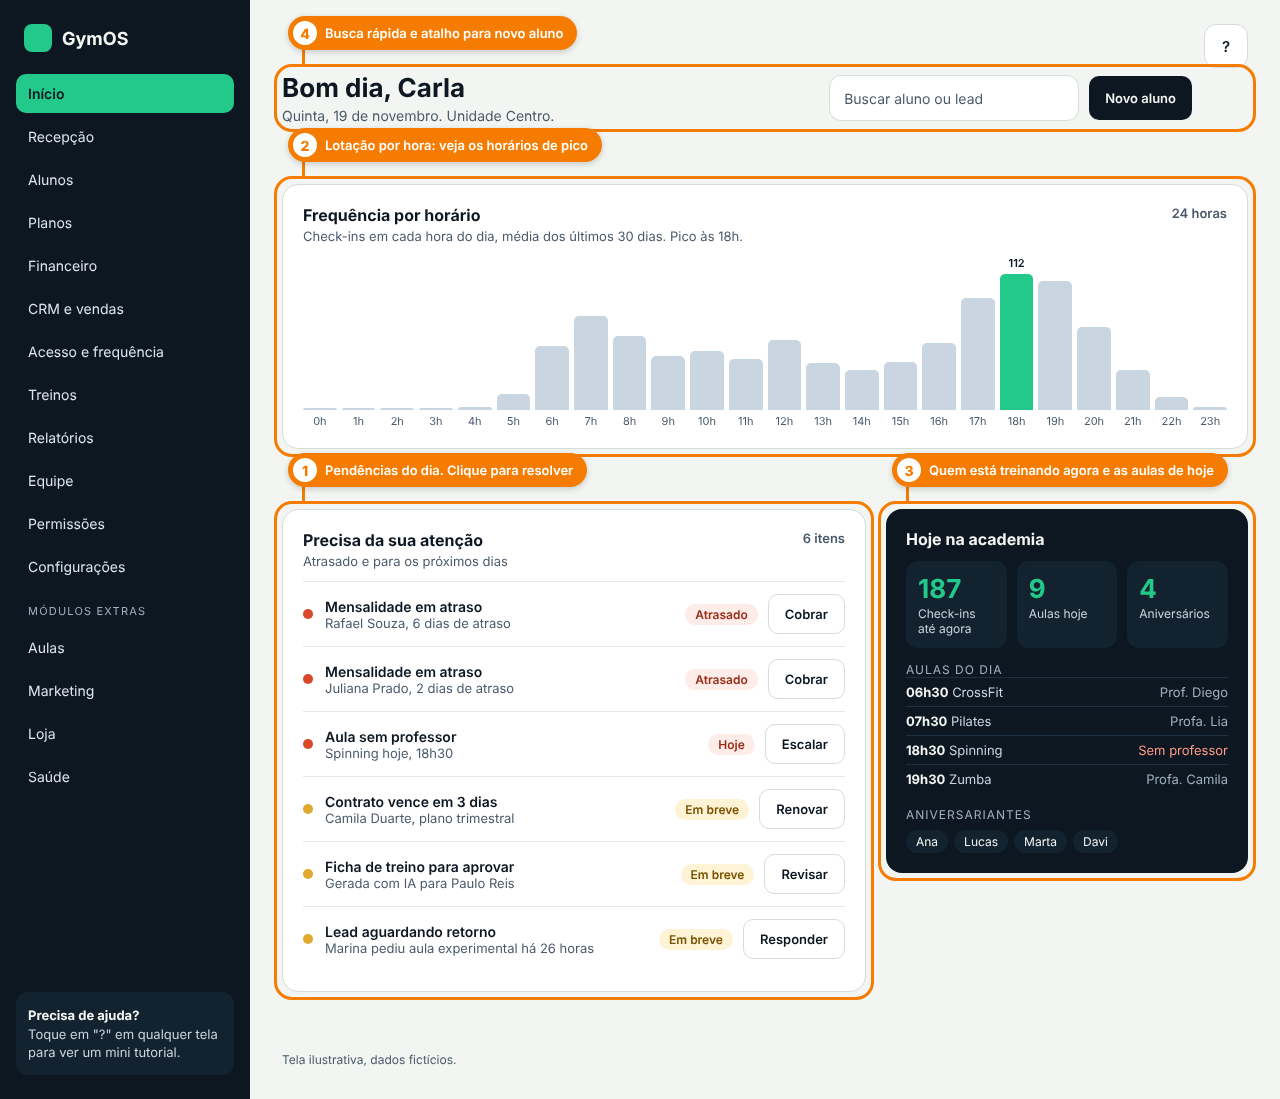 GymOS
Início
Recepção
Alunos
Planos
Financeiro
CRM e vendas
Acesso e frequência
Treinos
Relatórios
Equipe
Permissões
Configurações
MÓDULOS EXTRAS
Aulas
Marketing
Loja
Saúde
Precisa de ajuda?
Toque em "?" em qualquer tela
para ver um mini tutorial.
4 Busca rápida e atalho para novo aluno
?
Bom dia, Carla
Quinta, 19 de novembro. Unidade Centro.
Buscar aluno ou lead
Novo aluno
2 Lotação por hora: veja os horários de pico
Frequência por horário
24 horas
Check-ins em cada hora do dia, média dos últimos 30 dias. Pico às 18h.
112
0h 1h 2h 3h 4h 5h 6h 7h 8h 9h 10h 11h 12h 13h 14h 15h 16h 17h 18h 19h 20h 21h 22h 23h
1 Pendências do dia. Clique para resolver
Precisa da sua atenção
6 itens
Atrasado e para os próximos dias
Mensalidade em atraso
Rafael Souza, 6 dias de atraso
Atrasado
Cobrar
Mensalidade em atraso
Juliana Prado, 2 dias de atraso
Atrasado
Cobrar
Aula sem professor
Spinning hoje, 18h30
Hoje
Escalar
Contrato vence em 3 dias
Camila Duarte, plano trimestral
Em breve
Renovar
Ficha de treino para aprovar
Gerada com IA para Paulo Reis
Em breve
Revisar
Lead aguardando retorno
Marina pediu aula experimental há 26 horas
Em breve
Responder
3 Quem está treinando agora e as aulas de hoje
Hoje na academia
187
Check-ins
até agora
9
Aulas hoje
4
Aniversários
AULAS DO DIA
06h30 CrossFit Prof. Diego
07h30 Pilates Profa. Lia
18h30 Spinning Sem professor
19h30 Zumba Profa. Camila
ANIVERSARIANTES
Ana Lucas Marta Davi
Tela ilustrativa, dados fictícios.